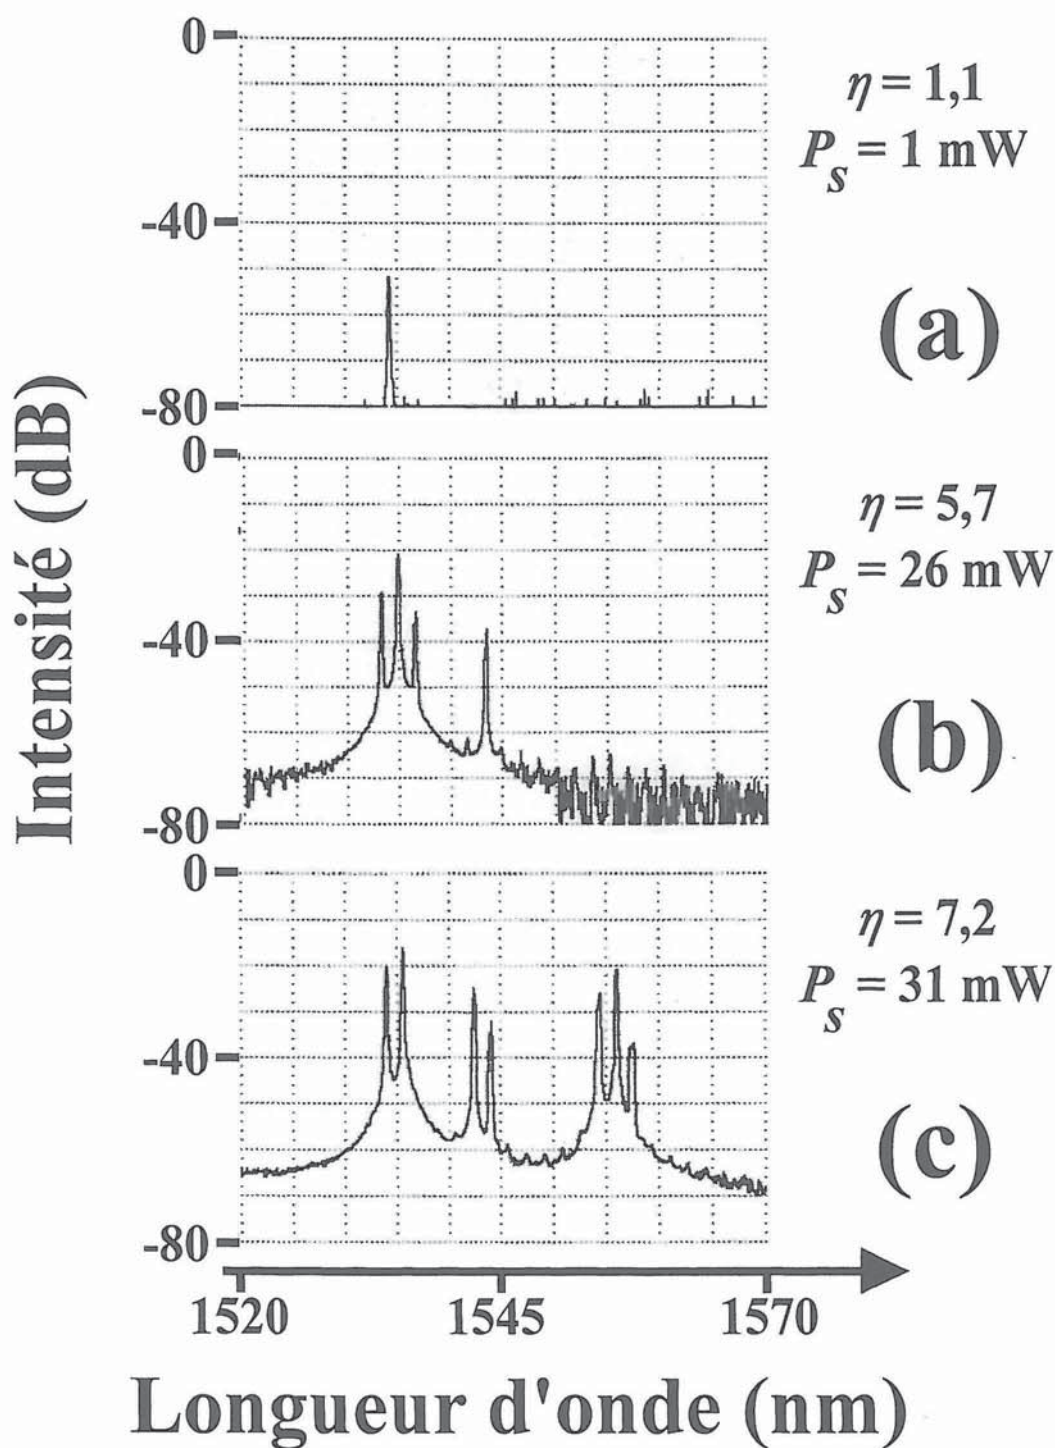 0
η = 1,1
P_s = 1 mW
-40
(a)
-80
0
η = 5,7
P_s = 26 mW
-40
(b)
-80
0
η = 7,2
P_s = 31 mW
-40
(c)
-80
Intensité (dB)
1520 1545 1570
Longueur d'onde (nm)